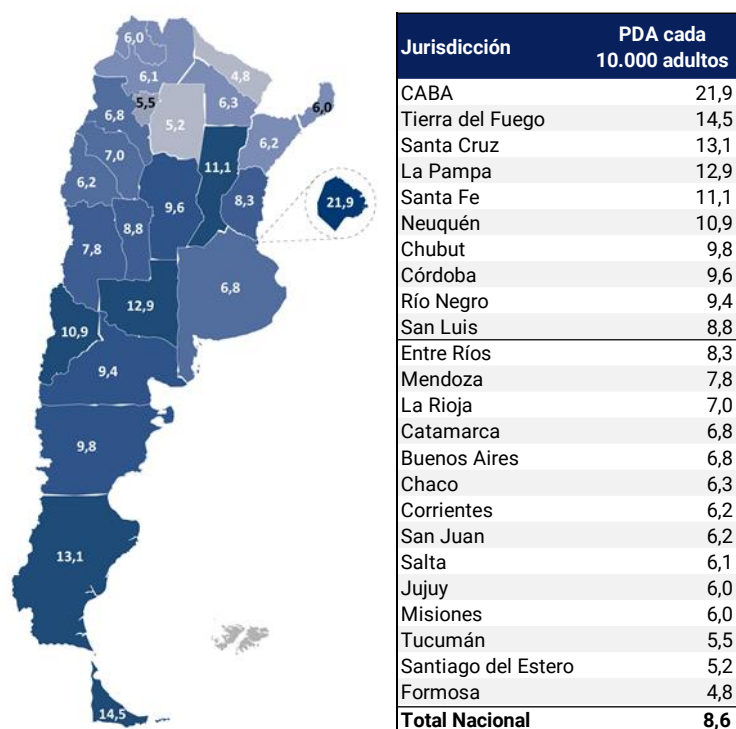 6,0
6,1
4,8
5,5
6,3
6,0
6,8
5,2
7,0
6,2
11,1
6,2
9,6
8,3
21,9
8,8
7,8
6,8
12,9
10,9
9,4
9,8
13,1
14,5
Jurisdicción PDA cada
10.000 adultos
CABA 21,9
Tierra del Fuego 14,5
Santa Cruz 13,1
La Pampa 12,9
Santa Fe 11,1
Neuquén 10,9
Chubut 9,8
Córdoba 9,6
Río Negro 9,4
San Luis 8,8
Entre Ríos 8,3
Mendoza 7,8
La Rioja 7,0
Catamarca 6,8
Buenos Aires 6,8
Chaco 6,3
Corrientes 6,2
San Juan 6,2
Salta 6,1
Jujuy 6,0
Misiones 6,0
Tucumán 5,5
Santiago del Estero 5,2
Formosa 4,8
Total Nacional 8,6